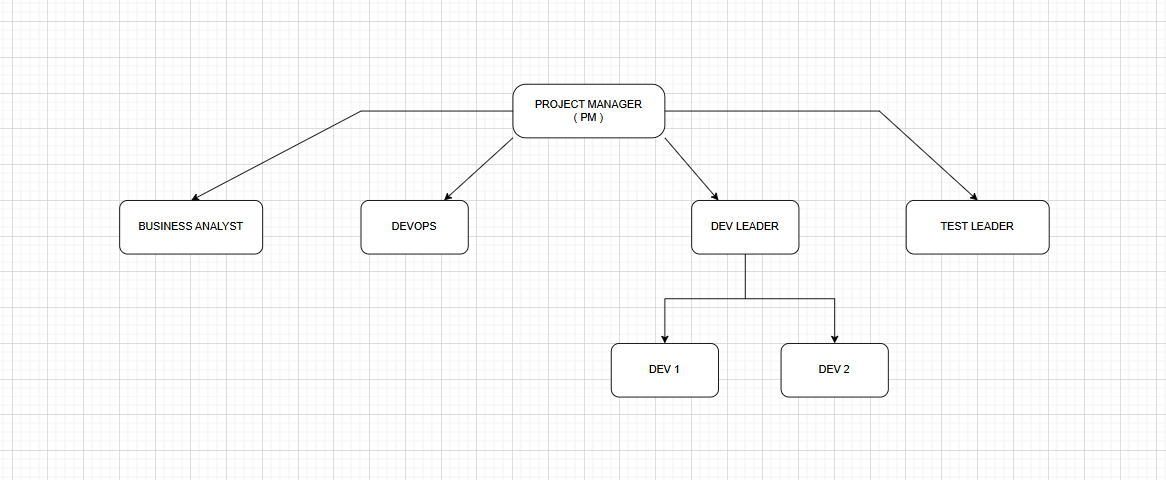 PROJECT MANAGER
( PM )
BUSINESS ANALYST
DEVOPS
DEV LEADER
TEST LEADER
DEV 1
DEV 2